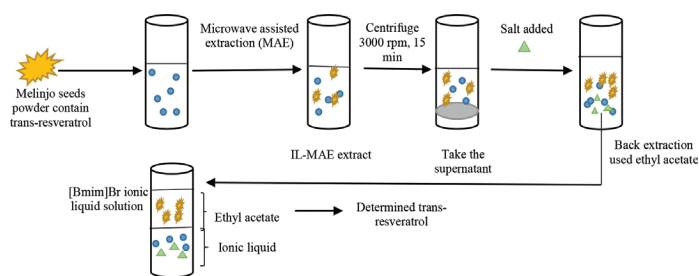 Microwave assisted
extraction (MAE)
Centrifuge
3000 rpm, 15
min
Salt added
Melinjo seeds
powder contain
trans-resveratrol
IL-MAE extract
Take the
supernatant
Back extraction
used ethyl acetate
[Bmim]Br ionic
liquid solution
Ethyl acetate
Determined trans-
resveratrol
Ionic liquid